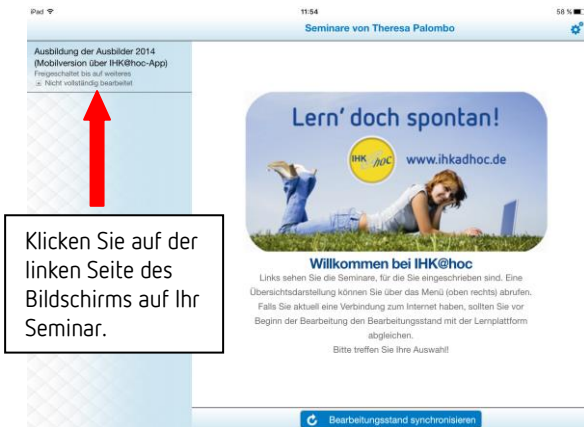 iPad
11:54
58 %
Seminare von Theresa Palombo
Ausbildung der Ausbilder 2014
(Mobilversion über IHK@hoc-App)
Freigeschaltet bis auf weiteres
Nicht vollständig bearbeitet
Lern' doch spontan!
IHK @hoc
www.ihkadhoc.de
Klicken Sie auf der
linken Seite des
Bildschirms auf Ihr
Seminar.
Willkommen bei IHK@hoc
Links sehen Sie die Seminare, für die Sie eingeschrieben sind. Eine
Übersichtsdarstellung können Sie über das Menü (oben rechts) abrufen.
Falls Sie aktuell eine Verbindung zum Internet haben, sollten Sie vor
Beginn der Bearbeitung den Bearbeitungsstand mit der Lernplattform
abgleichen.
Bitte treffen Sie Ihre Auswahl!
Bearbeitungsstand synchronisieren